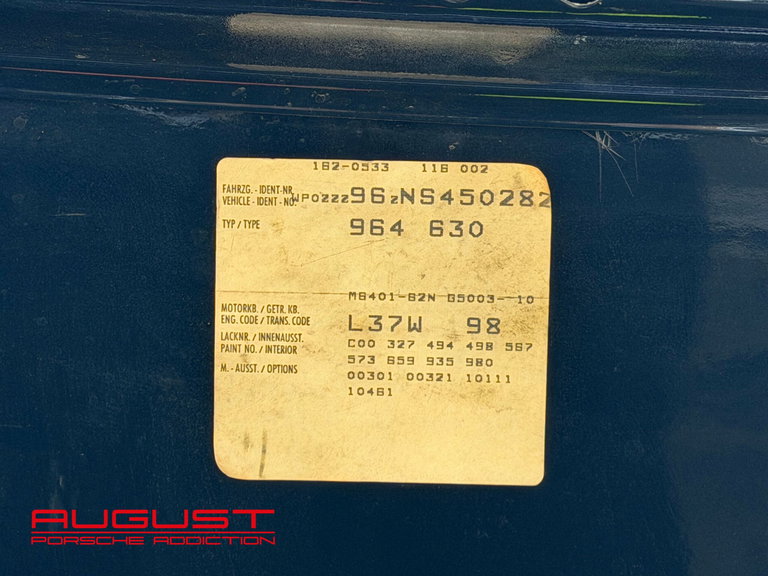 162-0533 116 002
FAHRZG. - IDENT-NR.
VEHICLE - IDENT - NO. WP0ZZZ96ZNS450282
TYP / TYPE 964 630
M6401-62N G5003--10
MOTORKB. / GETR. KB.
ENG. CODE / TRANS. CODE L37W 98
LACKNR. / INNENAUSST. C00 327 494 498 567
PAINT NO. / INTERIOR 573 659 935 980
M. - AUSST. / OPTIONS 00301 00321 10111
10461
AUGUST
PORSCHE ADDICTION